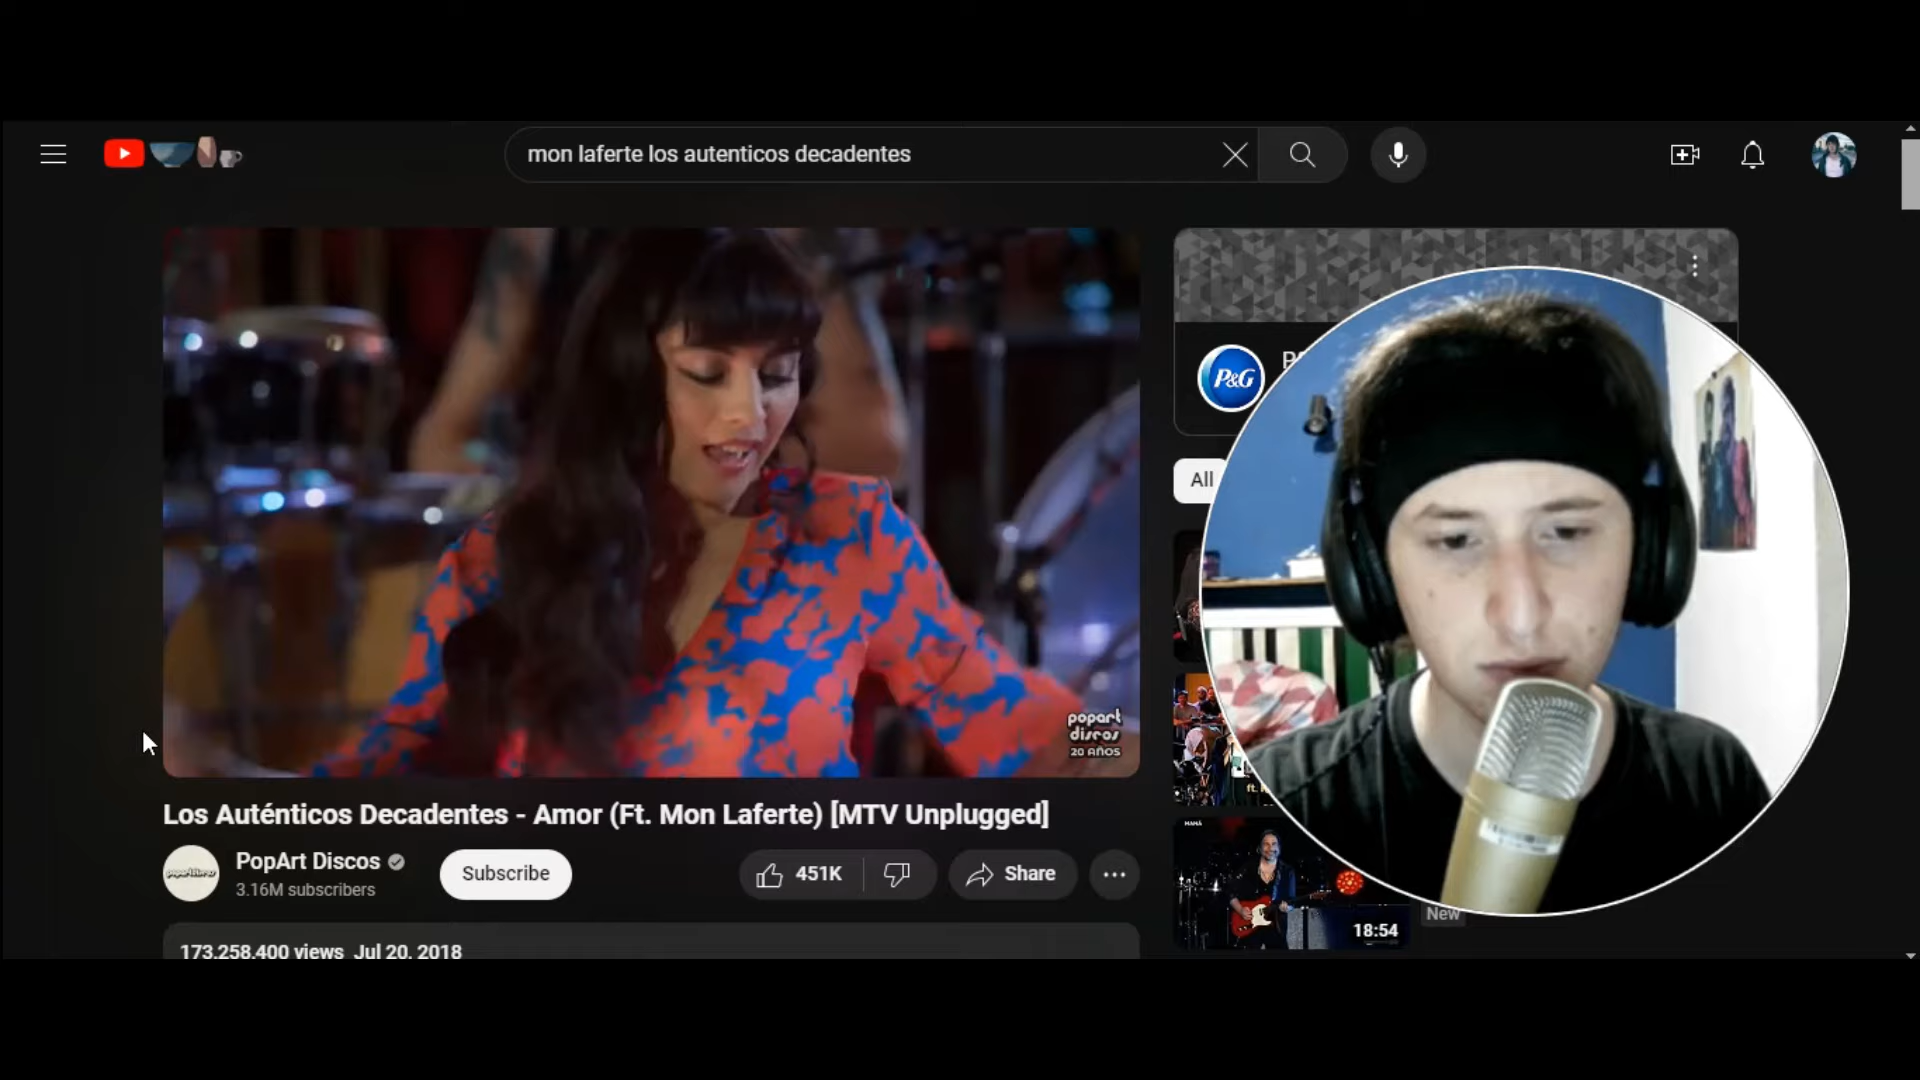 mon laferte los autenticos decadentes
P&G
All
popart
discos
20 AÑOS
Los Auténticos Decadentes - Amor (Ft. Mon Laferte) [MTV Unplugged]
PopArt Discos
3.16M subscribers
Subscribe
451K
Share
173,258,400 views Jul 20, 2018
MAMÁ
18:54
New